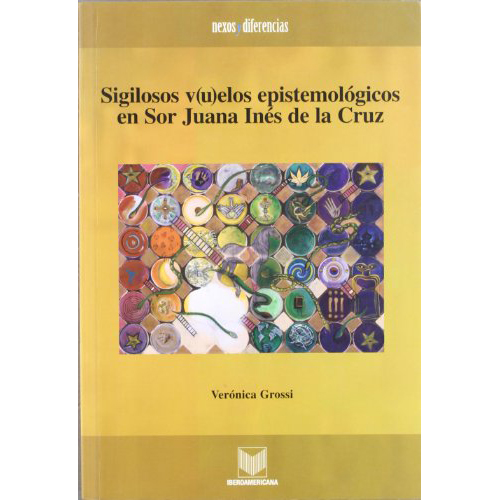 nexos y diferencias
Sigilosos v(u)elos epistemológicos
en Sor Juana Inés de la Cruz
Verónica Grossi
IBEROAMERICANA